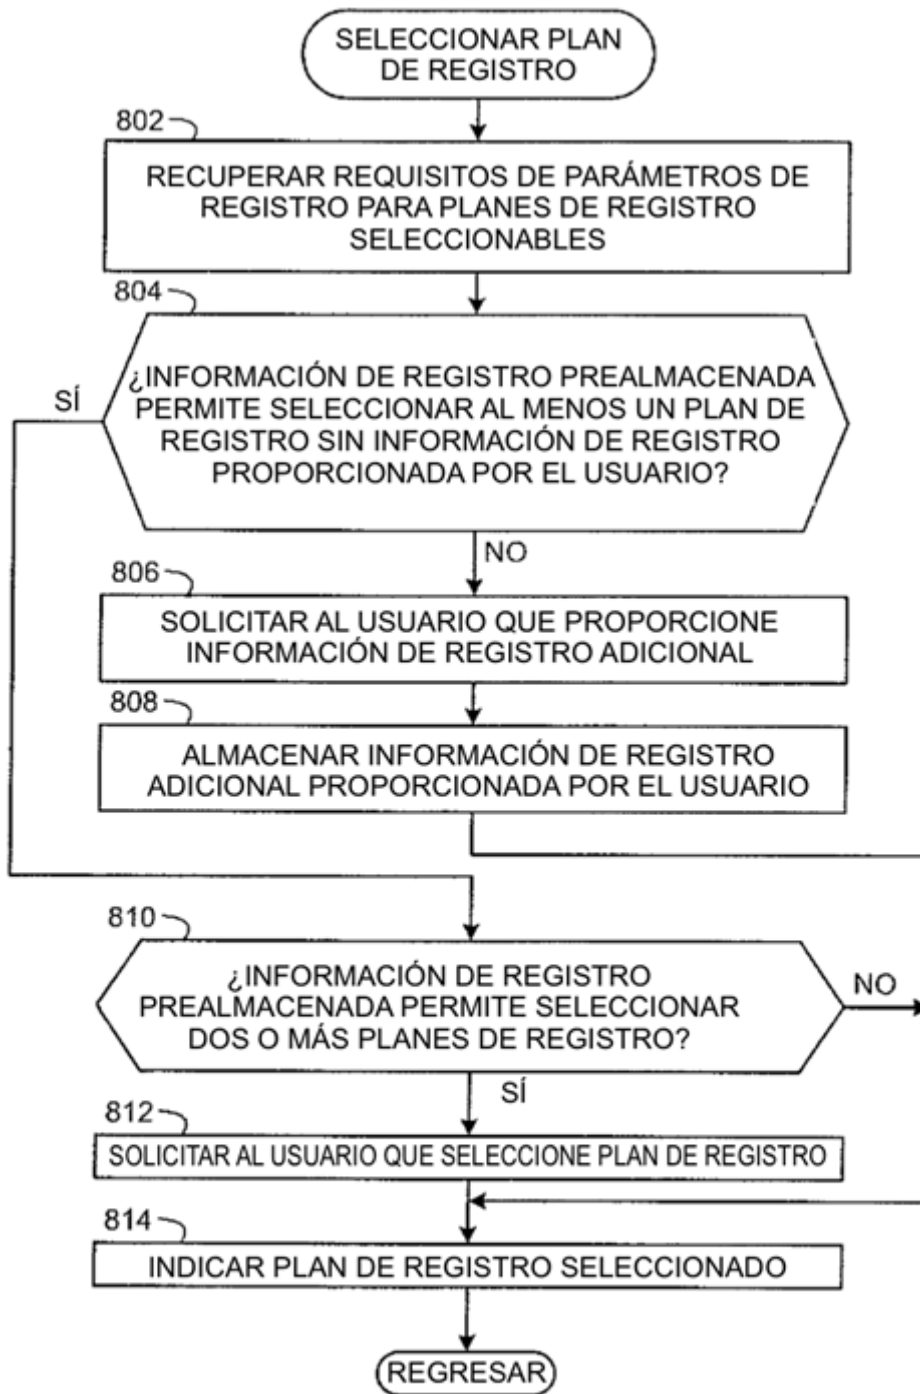 SELECCIONAR PLAN
DE REGISTRO
802
RECUPERAR REQUISITOS DE PARÁMETROS DE
REGISTRO PARA PLANES DE REGISTRO
SELECCIONABLES
804
¿INFORMACIÓN DE REGISTRO PREALMACENADA
PERMITE SELECCIONAR AL MENOS UN PLAN DE
REGISTRO SIN INFORMACIÓN DE REGISTRO
PROPORCIONADA POR EL USUARIO?
SÍ
NO
806
SOLICITAR AL USUARIO QUE PROPORCIONE
INFORMACIÓN DE REGISTRO ADICIONAL
808
ALMACENAR INFORMACIÓN DE REGISTRO
ADICIONAL PROPORCIONADA POR EL USUARIO
810
¿INFORMACIÓN DE REGISTRO
PREALMACENADA PERMITE SELECCIONAR
DOS O MÁS PLANES DE REGISTRO?
NO
SÍ
812
SOLICITAR AL USUARIO QUE SELECCIONE PLAN DE REGISTRO
814
INDICAR PLAN DE REGISTRO SELECCIONADO
REGRESAR